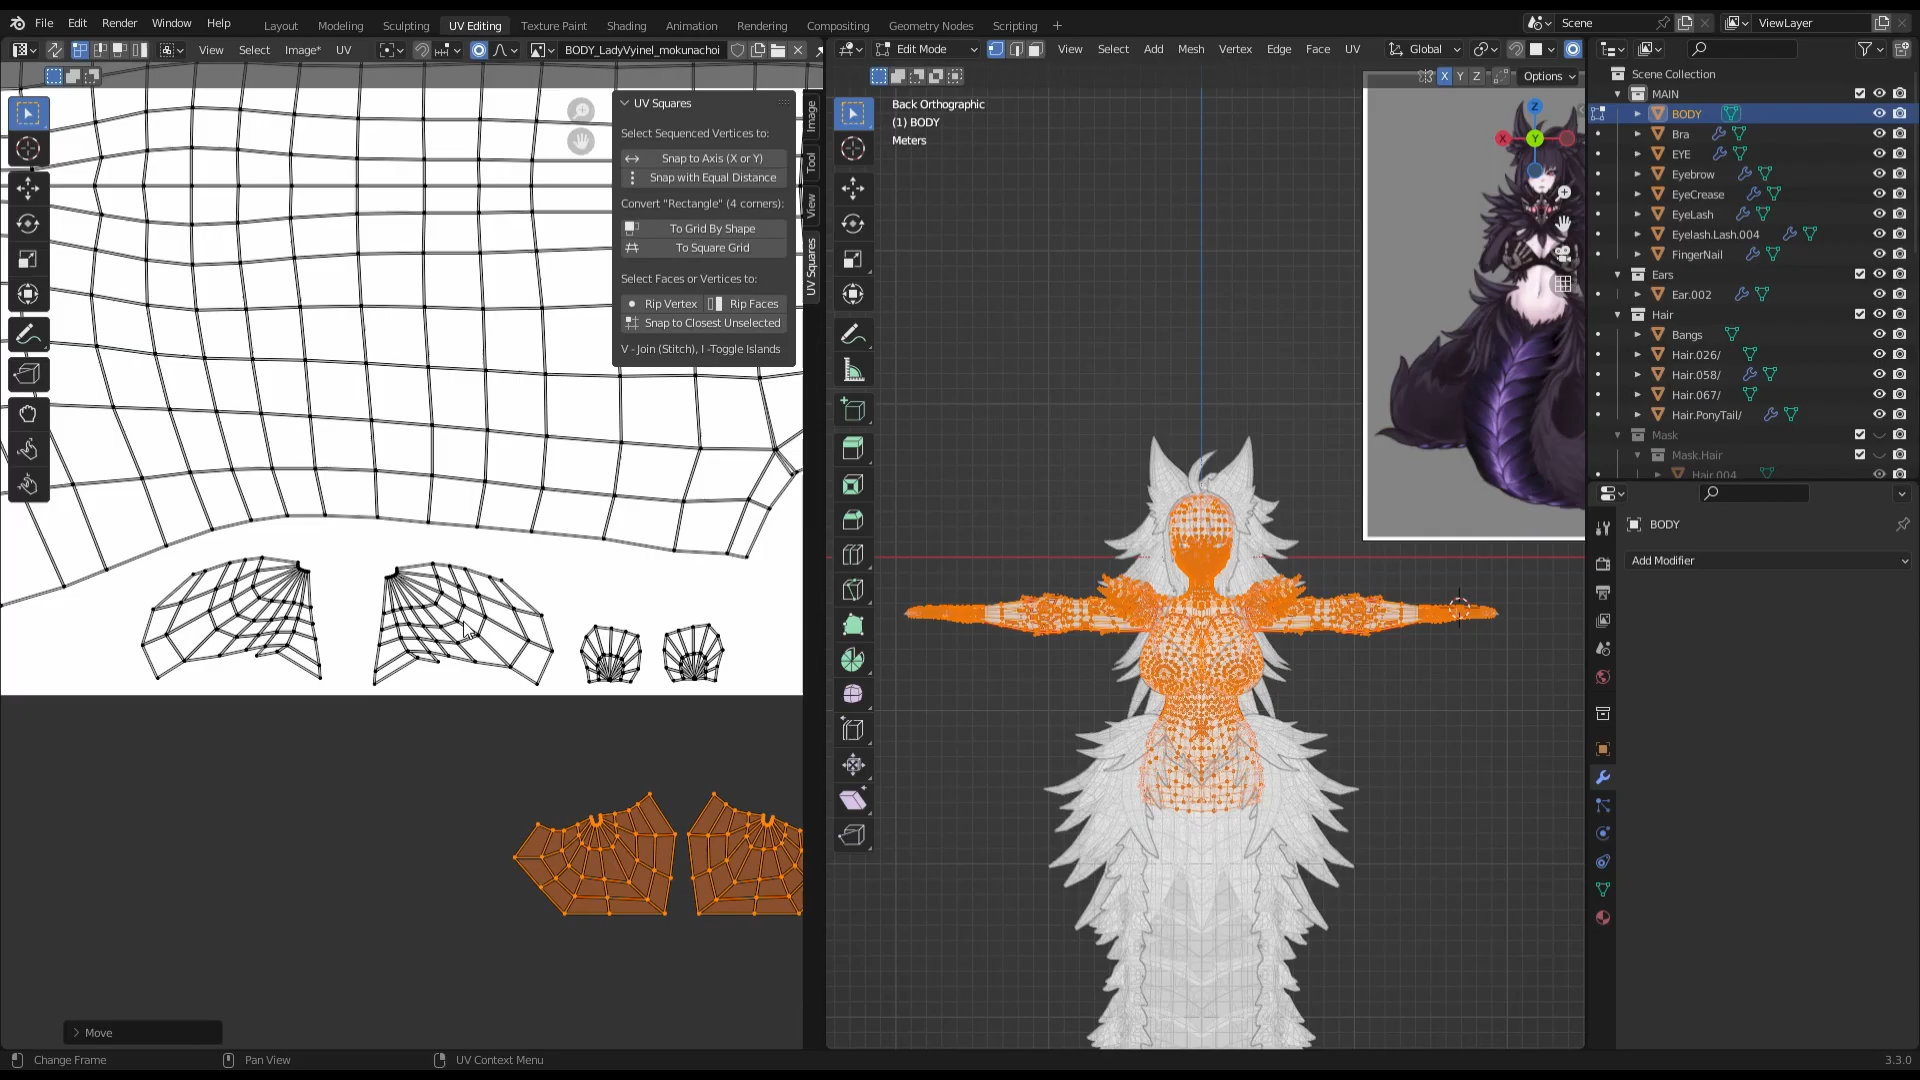 File Edit Render Window Help Layout Modeling Sculpting UV Editing Texture Paint Shading Animation Rendering Compositing Geometry Nodes Scripting + Scene ViewLayer
View Select Image* UV BODY_LadyVyinel_mokunachoi Edit Mode View Select Add Mesh Vertex Edge Face UV Global
X Y Z Options
UV Squares
Select Sequenced Vertices to:
Snap to Axis (X or Y)
Snap with Equal Distance
Convert "Rectangle" (4 corners):
To Grid By Shape
To Square Grid
Select Faces or Vertices to:
Rip Vertex Rip Faces
Snap to Closest Unselected
V - Join (Stitch), I -Toggle Islands
Image
Tool
View
UV Squares
Back Orthographic
(1) BODY
Meters
Z
X Y
Scene Collection
MAIN
BODY
Bra
EYE
Eyebrow
EyeCrease
EyeLash
Eyelash.Lash.004
FingerNail
Ears
Ear.002
Hair
Bangs
Hair.026/
Hair.058/
Hair.067/
Hair.PonyTail/
Mask
Mask.Hair
Hair.004
BODY
Add Modifier
Move
Change Frame Pan View UV Context Menu 3.3.0